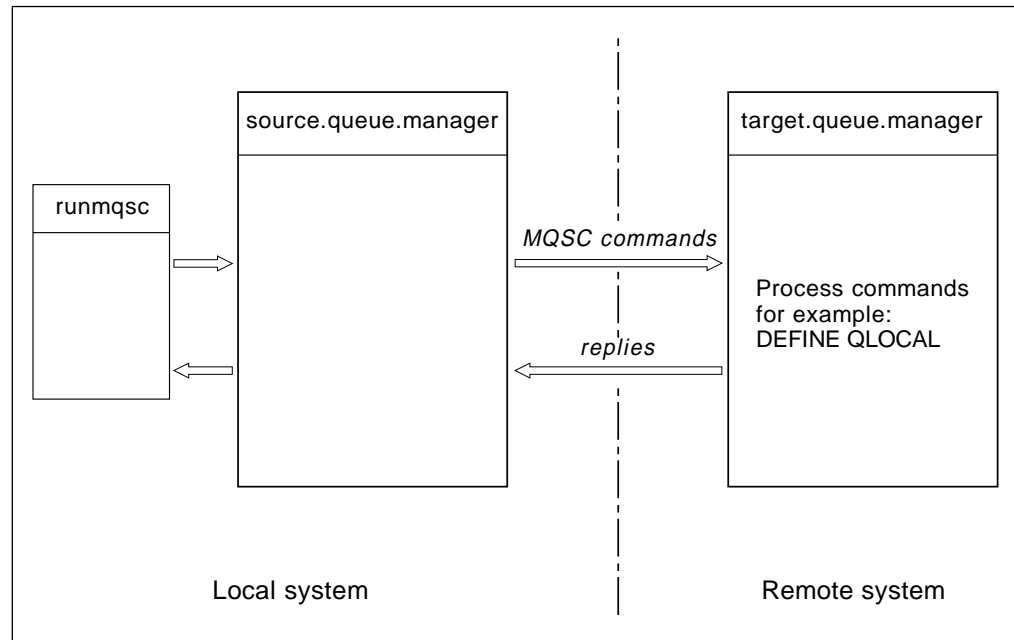 source.queue.manager
target.queue.manager
runmqsc
MQSC commands
Process commands
for example:
DEFINE QLOCAL
replies
Local system
Remote system